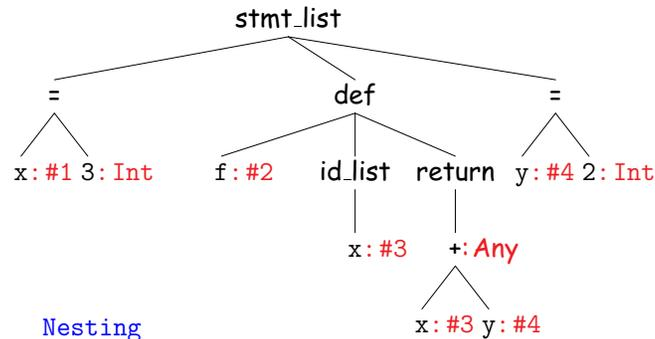 stmt_list
= def =
x:#1 3:Int f:#2 id_list return y:#4 2:Int
x:#3 +:Any
x:#3 y:#4
Nesting